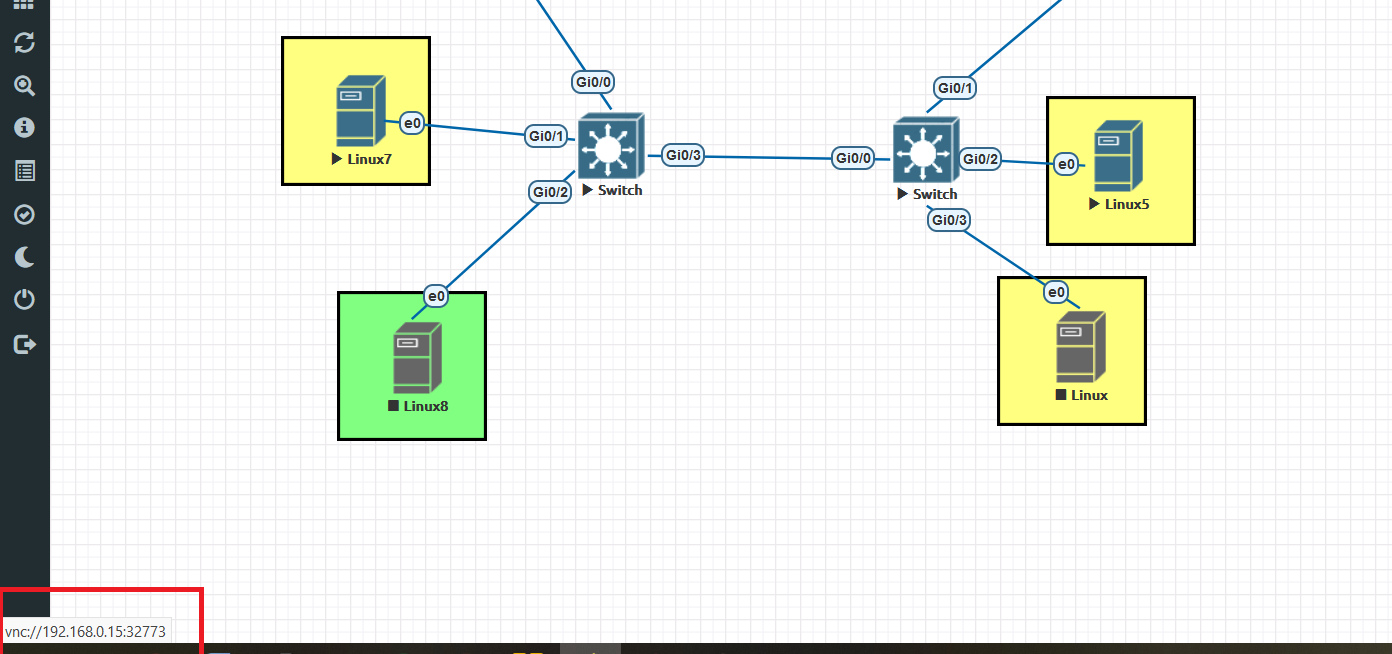 Gi0/0
Gi0/1
e0
Gi0/1
Gi0/3
Gi0/0
Gi0/2
e0
Linux7
Switch
Switch
Linux5
Gi0/2
Gi0/3
e0
e0
Linux8
Linux
vnc://192.168.0.15:32773